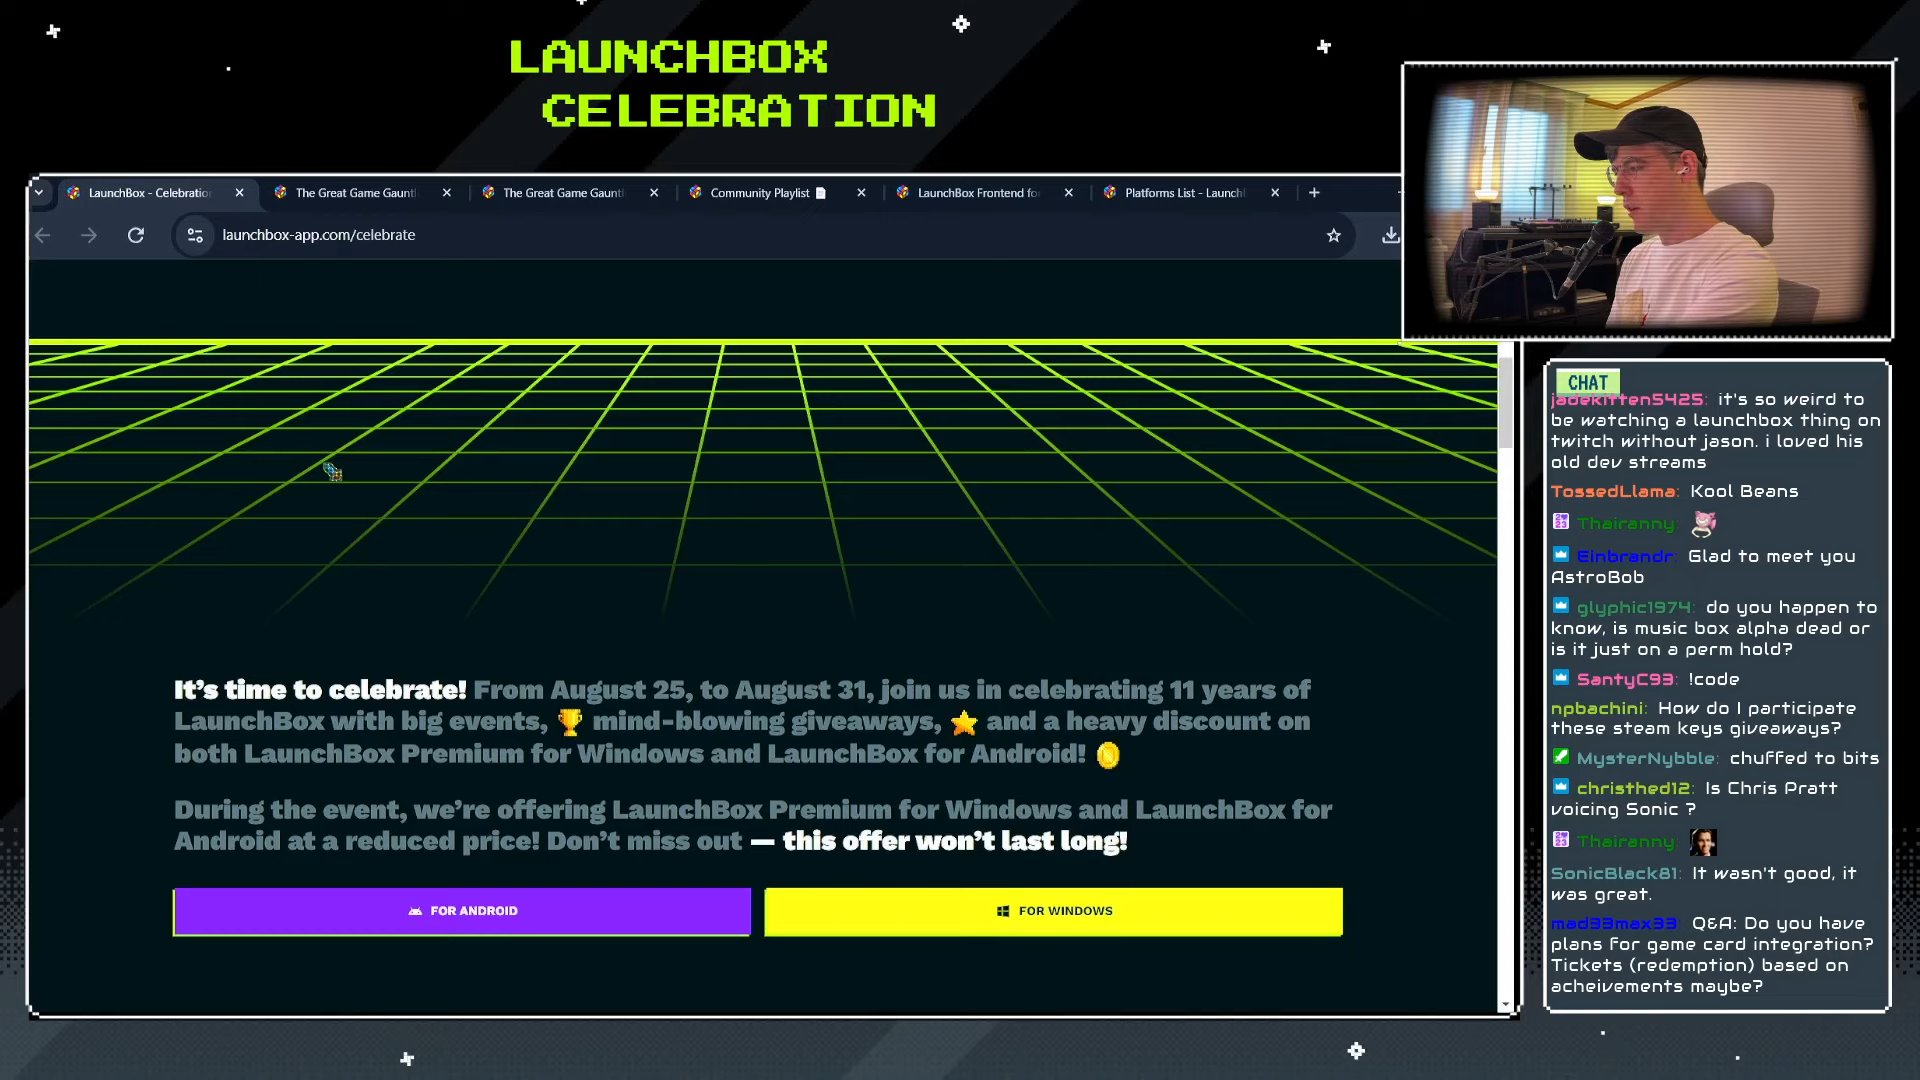 LAUNCHBOX
CELEBRATION
LaunchBox - Celebratio
The Great Game Gaunt
The Great Game Gaunt
Community Playlist
LaunchBox Frontend fo
Platforms List - Launch
launchbox-app.com/celebrate
It's time to celebrate! From August 25, to August 31, join us in celebrating 11 years of
LaunchBox with big events, 🏆 mind-blowing giveaways, ⭐ and a heavy discount on
both LaunchBox Premium for Windows and LaunchBox for Android!
During the event, we're offering LaunchBox Premium for Windows and LaunchBox for
Android at a reduced price! Don't miss out — this offer won't last long!
FOR ANDROID
FOR WINDOWS
CHAT
jadekitten5425: it's so weird to
be watching a launchbox thing on
twitch without jason. i loved his
old dev streams
TossedLlama: Kool Beans
Thairanny:
Einbrandr: Glad to meet you
AstroBob
glyphic1974: do you happen to
know, is music box alpha dead or
is it just on a perm hold?
SantyC93: !code
npbachini: How do I participate
these steam keys giveaways?
MysterNybble: chuffed to bits
christhed12: Is Chris Pratt
voicing Sonic ?
Thairanny:
SonicBlack81: It wasn't good, it
was great.
mad33max33: Q&A: Do you have
plans for game card integration?
Tickets (redemption) based on
acheivements maybe?